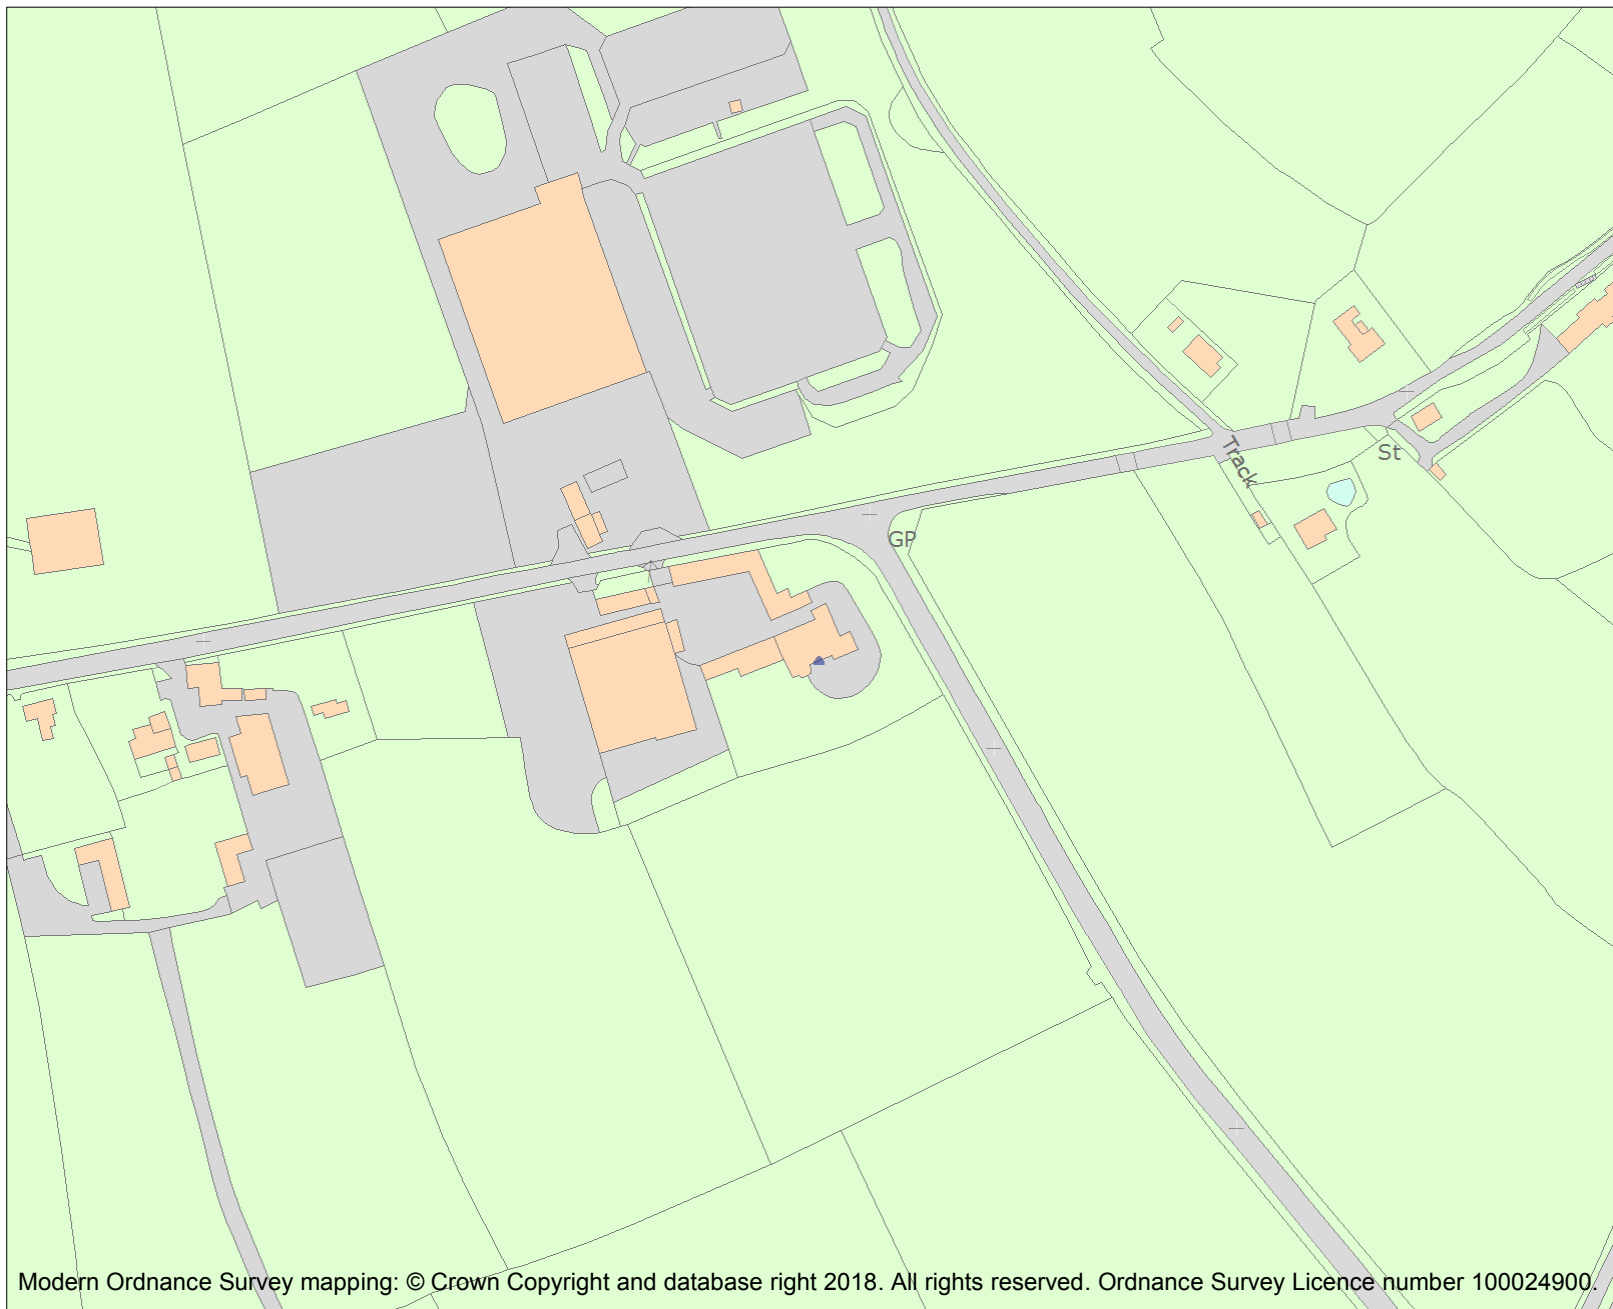 Track
St
GP
Modern Ordnance Survey mapping: © Crown Copyright and database right 2018. All rights reserved. Ordnance Survey Licence number 100024900.